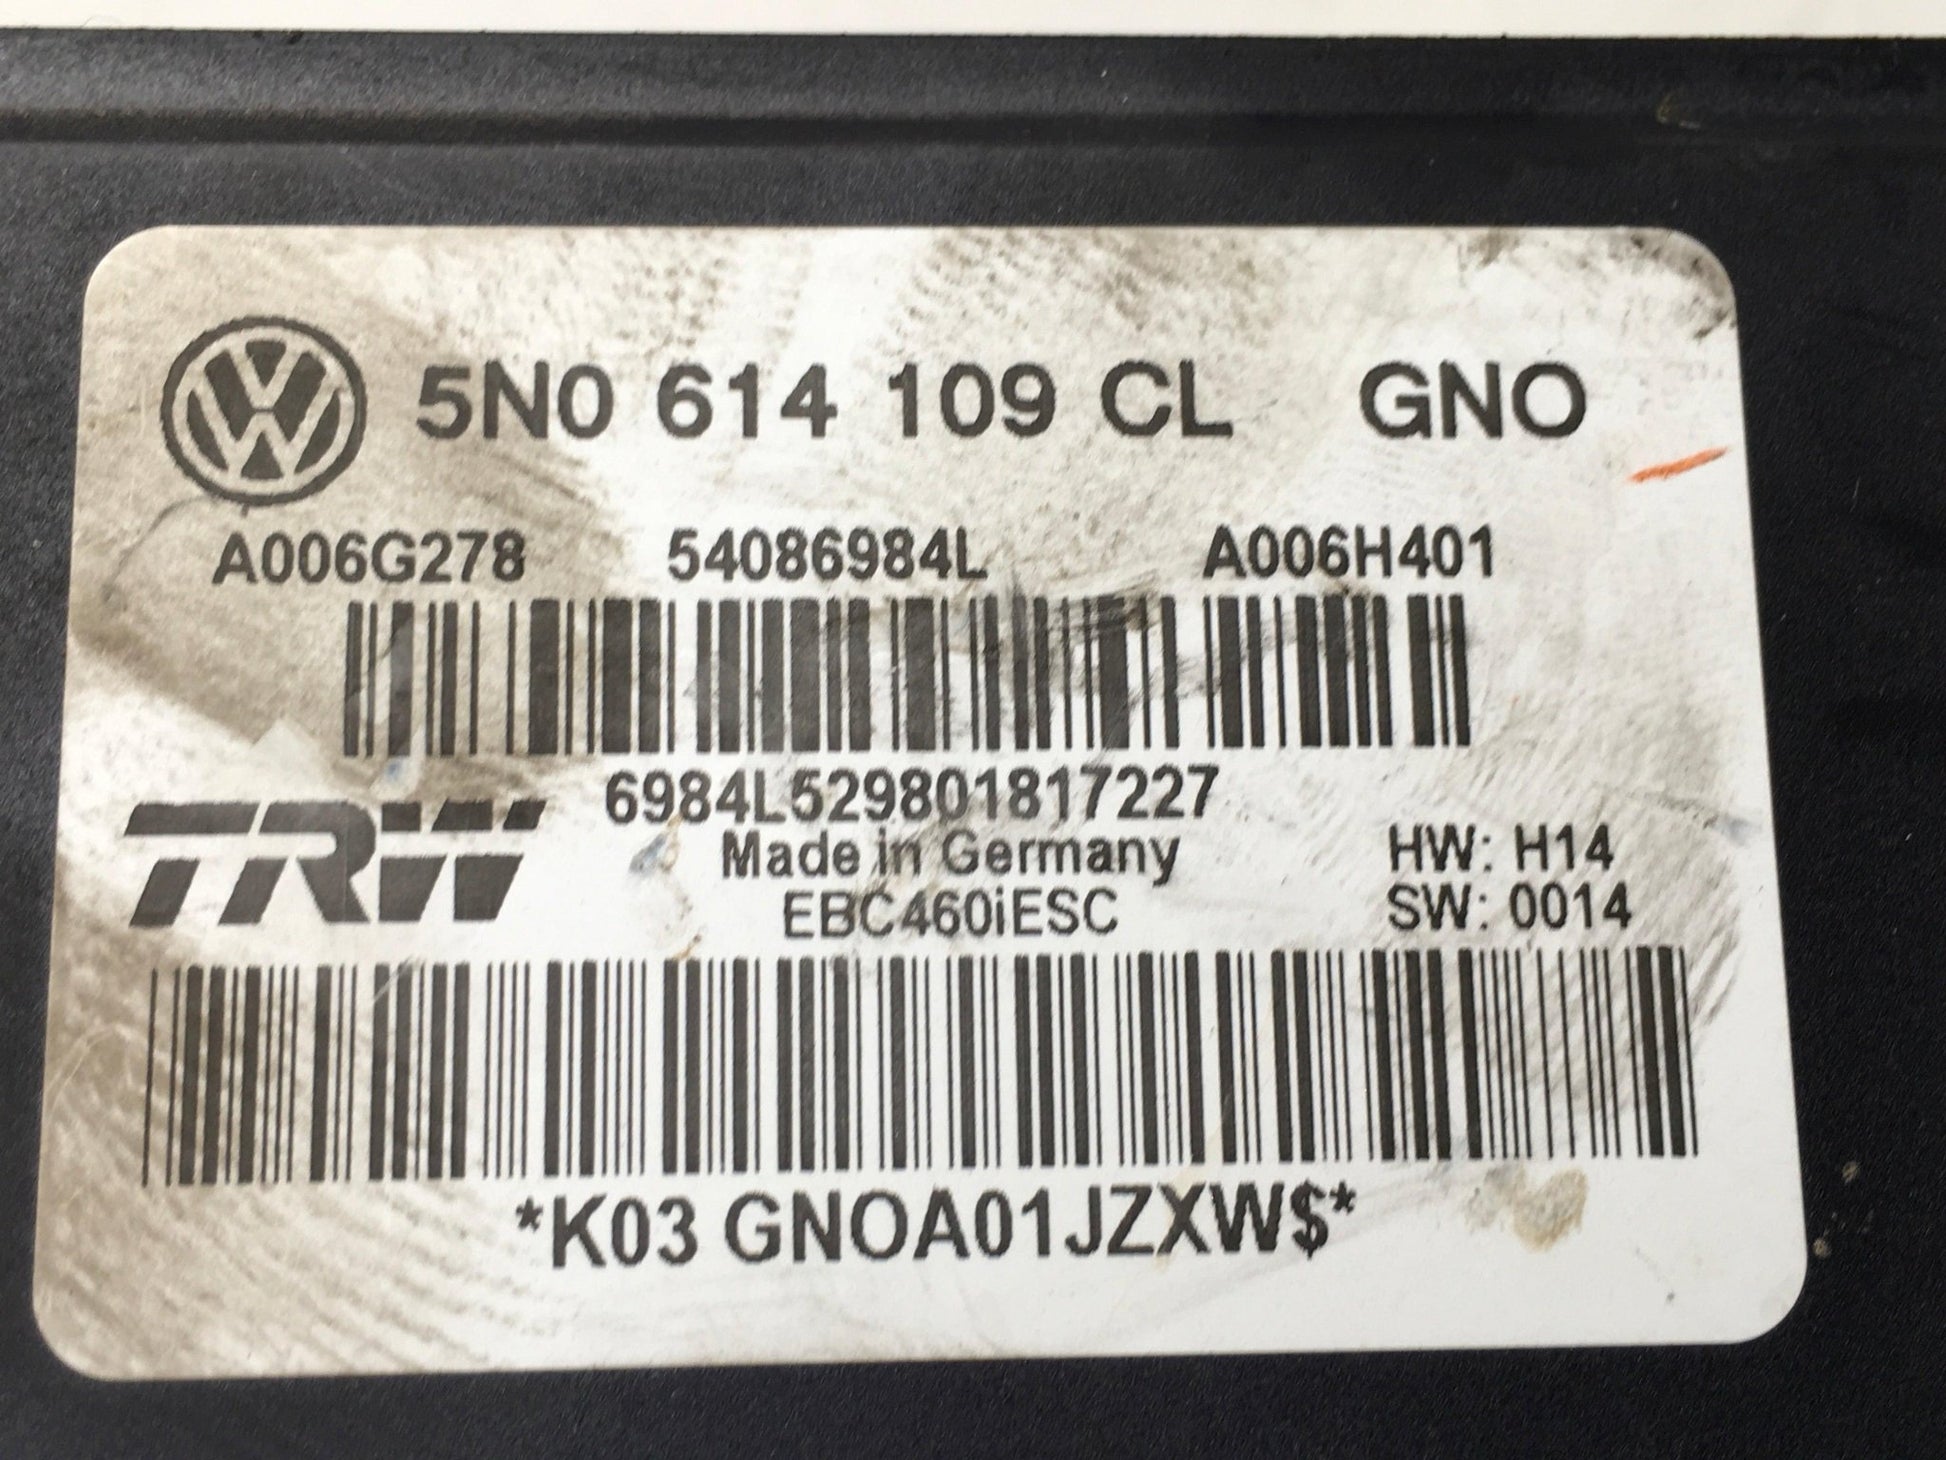 VW 5N0 614 109 CL GNO
A006G278 54086984L A006H401
6984L529801817227
TRW Made in Germany HW: H14
EBC460iESC SW: 0014
*K03 GNOA01JZXW$*